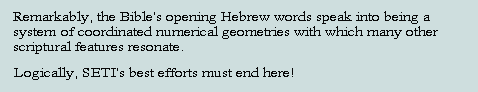 Remarkably, the Bible's opening Hebrew words speak into being a
system of coordinated numerical geometries with which many other
scriptural features resonate.
Logically, SETI's best efforts must end here!